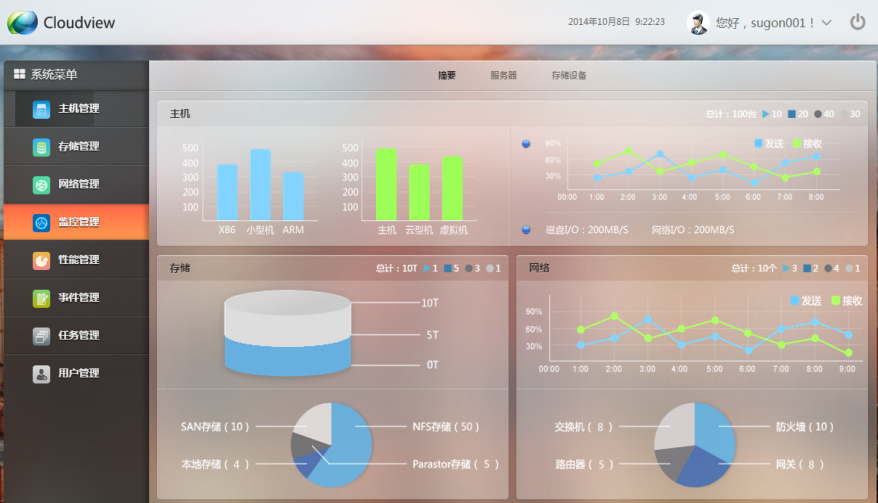 Cloudview
2014年10月8日 9:22:23
您好，sugon001！
系统菜单
主机管理
存储管理
网络管理
监控管理
性能管理
事件管理
任务管理
用户管理
摘要 服务器 存储设备
主机
总计：100台 10 20 40 30
500
400
300
200
100
X86 小型机 ARM
500
400
300
200
100
主机 云型机 虚拟机
发送 接收
90%
60%
30%
00:00 1:00 2:00 3:00 4:00 5:00 6:00 7:00 8:00
磁盘I/O：200MB/S 网络I/O：200MB/S
存储
总计：10T 1 5 3 1
10T
5T
0T
SAN存储（10）
NFS存储（50）
本地存储（4）
Parastor存储（5）
网络
总计：10个 3 2 4 1
发送 接收
90%
60%
30%
00:00 1:00 2:00 3:00 4:00 5:00 6:00 7:00 8:00 9:00
交换机（8）
防火墙（10）
路由器（5）
网关（8）